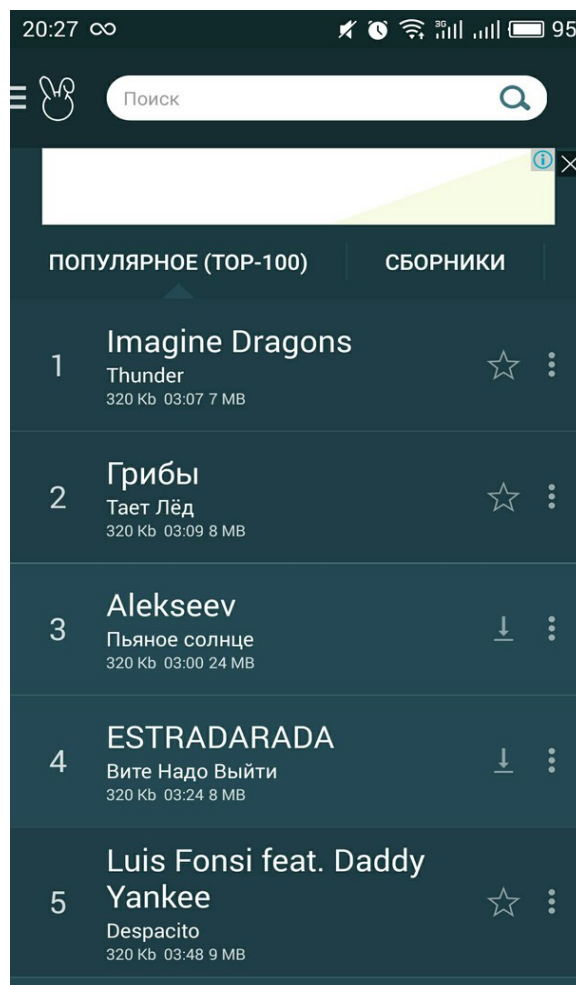 20:27 3G 95
Поиск
ПОПУЛЯРНОЕ (TOP-100) СБОРНИКИ
1
Imagine Dragons
Thunder
320 Kb 03:07 7 MB
2
Грибы
Тает Лёд
320 Kb 03:09 8 MB
3
Alekseev
Пьяное солнце
320 Kb 03:00 24 MB
4
ESTRADARADA
Вите Надо Выйти
320 Kb 03:24 8 MB
5
Luis Fonsi feat. Daddy
Yankee
Despacito
320 Kb 03:48 9 MB